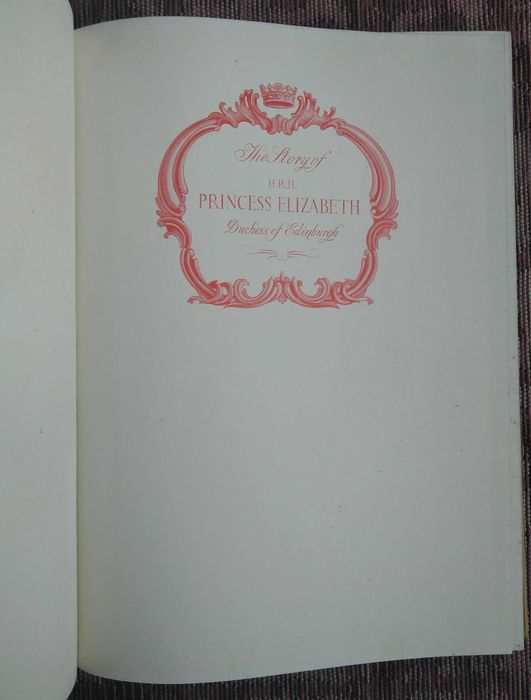 The Story of
H.R.H.
PRINCESS ELIZABETH
Duchess of Edinburgh